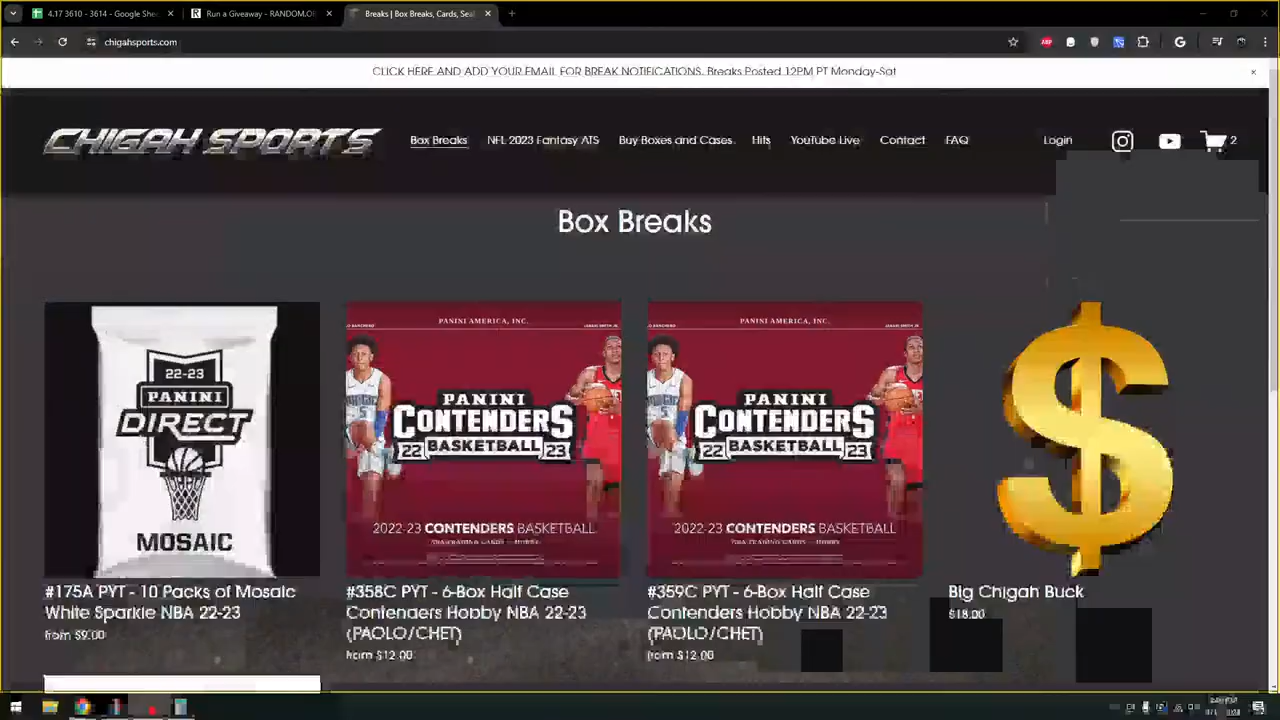 4.17 3610 - 3614 - Google She
Run a Giveaway - RANDOM.OR
Breaks | Box Breaks, Cards, Seal
chigahsports.com
CLICK HERE AND ADD YOUR EMAIL FOR BREAK NOTIFICATIONS. Breaks Posted 12PM PT Monday-Sat
CHIGAH SPORTS
Box Breaks
NFL 2023 Fantasy ATS
Buy Boxes and Cases
Hits
YouTube Live
Contact
FAQ
Login
2
Box Breaks
22-23
PANINI
DIRECT
MOSAIC
PANINI AMERICA, INC.
PANINI
CONTENDERS
22 BASKETBALL 23
2022-23 CONTENDERS BASKETBALL
PANINI AMERICA, INC.
PANINI
CONTENDERS
22 BASKETBALL 23
2022-23 CONTENDERS BASKETBALL
$
#175A PYT - 10 Packs of Mosaic
White Sparkle NBA 22-23
from $9.00
#358C PYT - 6-Box Half Case
Contenders Hobby NBA 22-23
(PAOLO/CHET)
from $12.00
#359C PYT - 6-Box Half Case
Contenders Hobby NBA 22-23
(PAOLO/CHET)
from $12.00
Big Chigah Buck
$18.00